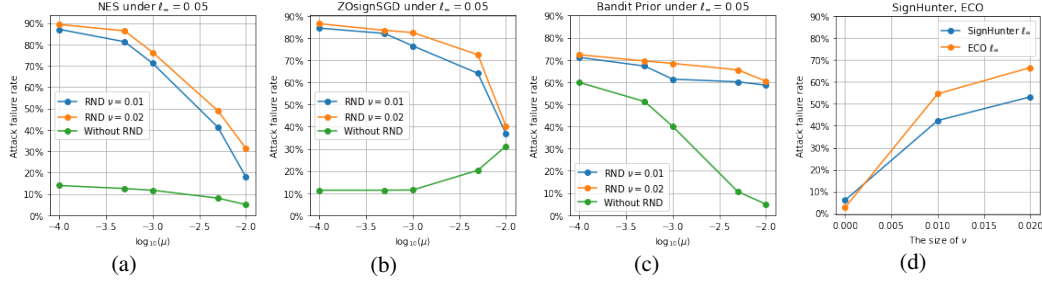 NES under ℓ∞ = 0.05
90%
80%
70%
60%
50%
40%
30%
20%
10%
0%
Attack failure rate
RND ν = 0.01
RND ν = 0.02
Without RND
-4.0 -3.5 -3.0 -2.5 -2.0
log10(μ)
(a)
ZOsignSGD under ℓ∞ = 0.05
90%
80%
70%
60%
50%
40%
30%
20%
10%
0%
Attack failure rate
RND ν = 0.01
RND ν = 0.02
Without RND
-4.0 -3.5 -3.0 -2.5 -2.0
log10(μ)
(b)
Bandit Prior under ℓ∞ = 0.05
90%
80%
70%
60%
50%
40%
30%
20%
10%
0%
Attack failure rate
RND ν = 0.01
RND ν = 0.02
Without RND
-4.0 -3.5 -3.0 -2.5 -2.0
log10(μ)
(c)
SignHunter, ECO
90%
80%
70%
60%
50%
40%
30%
20%
10%
0%
Attack failure rate
SignHunter ℓ∞
ECO ℓ∞
0.000 0.005 0.010 0.015 0.020
The size of ν
(d)